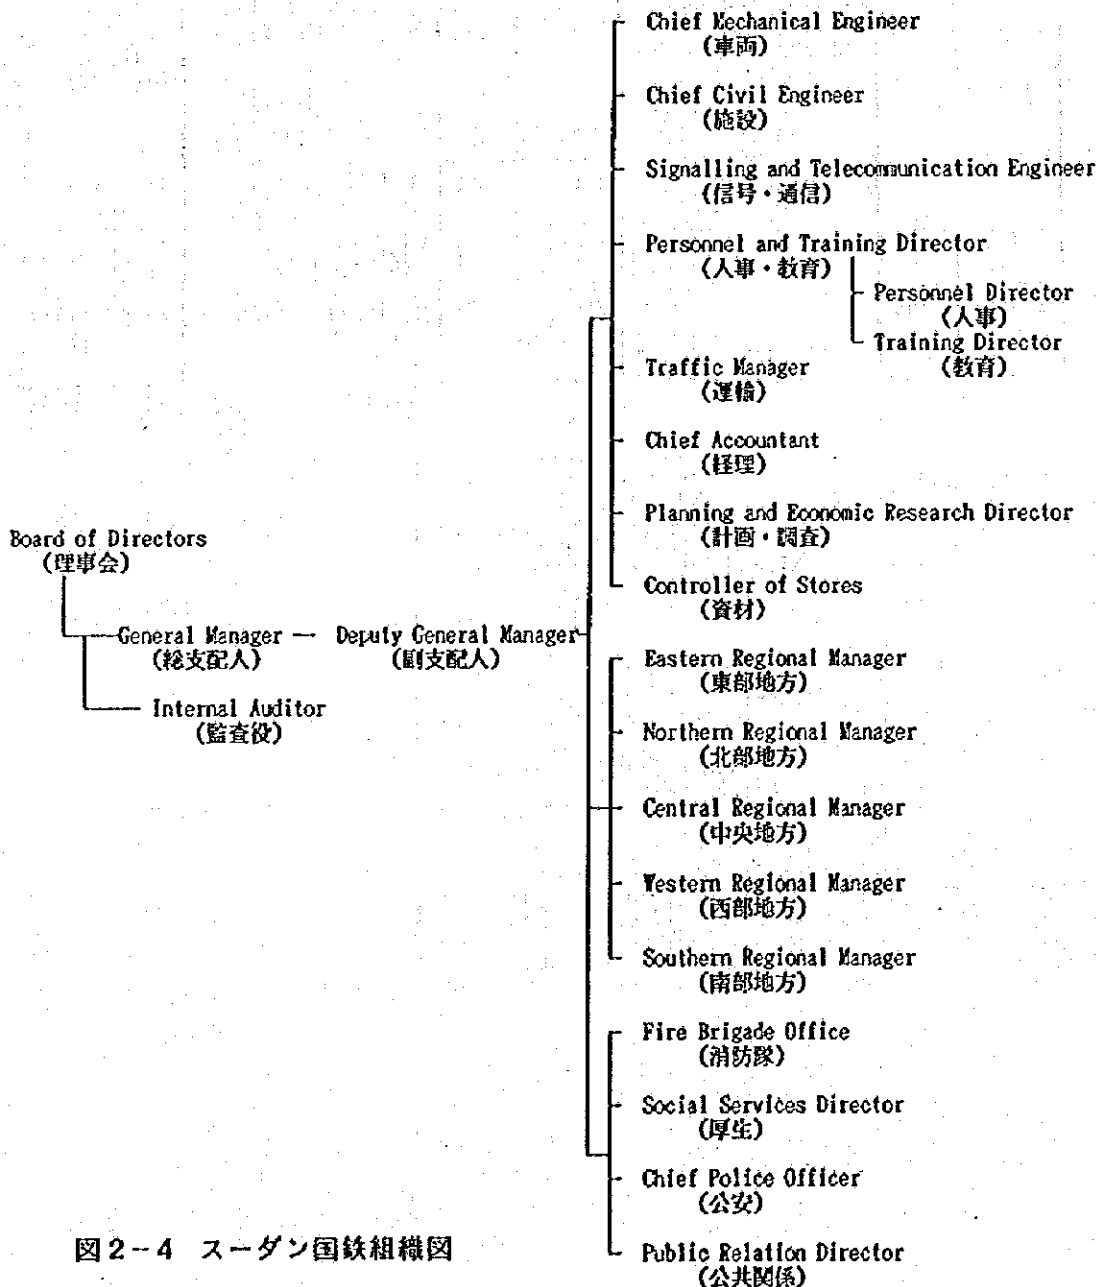 Chief Mechanical Engineer
(車両)
Chief Civil Engineer
(施設)
Signalling and Telecommunication Engineer
(信号・通信)
Personnel and Training Director
(人事・教育)
Personnel Director
(人事)
Training Director
(教育)
Traffic Manager
(運輸)
Chief Accountant
(経理)
Planning and Economic Research Director
(計画・調査)
Controller of Stores
(資材)
Board of Directors
(理事会)
General Manager
(総支配人)
Deputy General Manager
(副支配人)
Internal Auditor
(監査役)
Eastern Regional Manager
(東部地方)
Northern Regional Manager
(北部地方)
Central Regional Manager
(中央地方)
Western Regional Manager
(西部地方)
Southern Regional Manager
(南部地方)
Fire Brigade Office
(消防隊)
Social Services Director
(厚生)
Chief Police Officer
(公安)
Public Relation Director
(公共関係)
図2-4 スーダン国鉄組織図